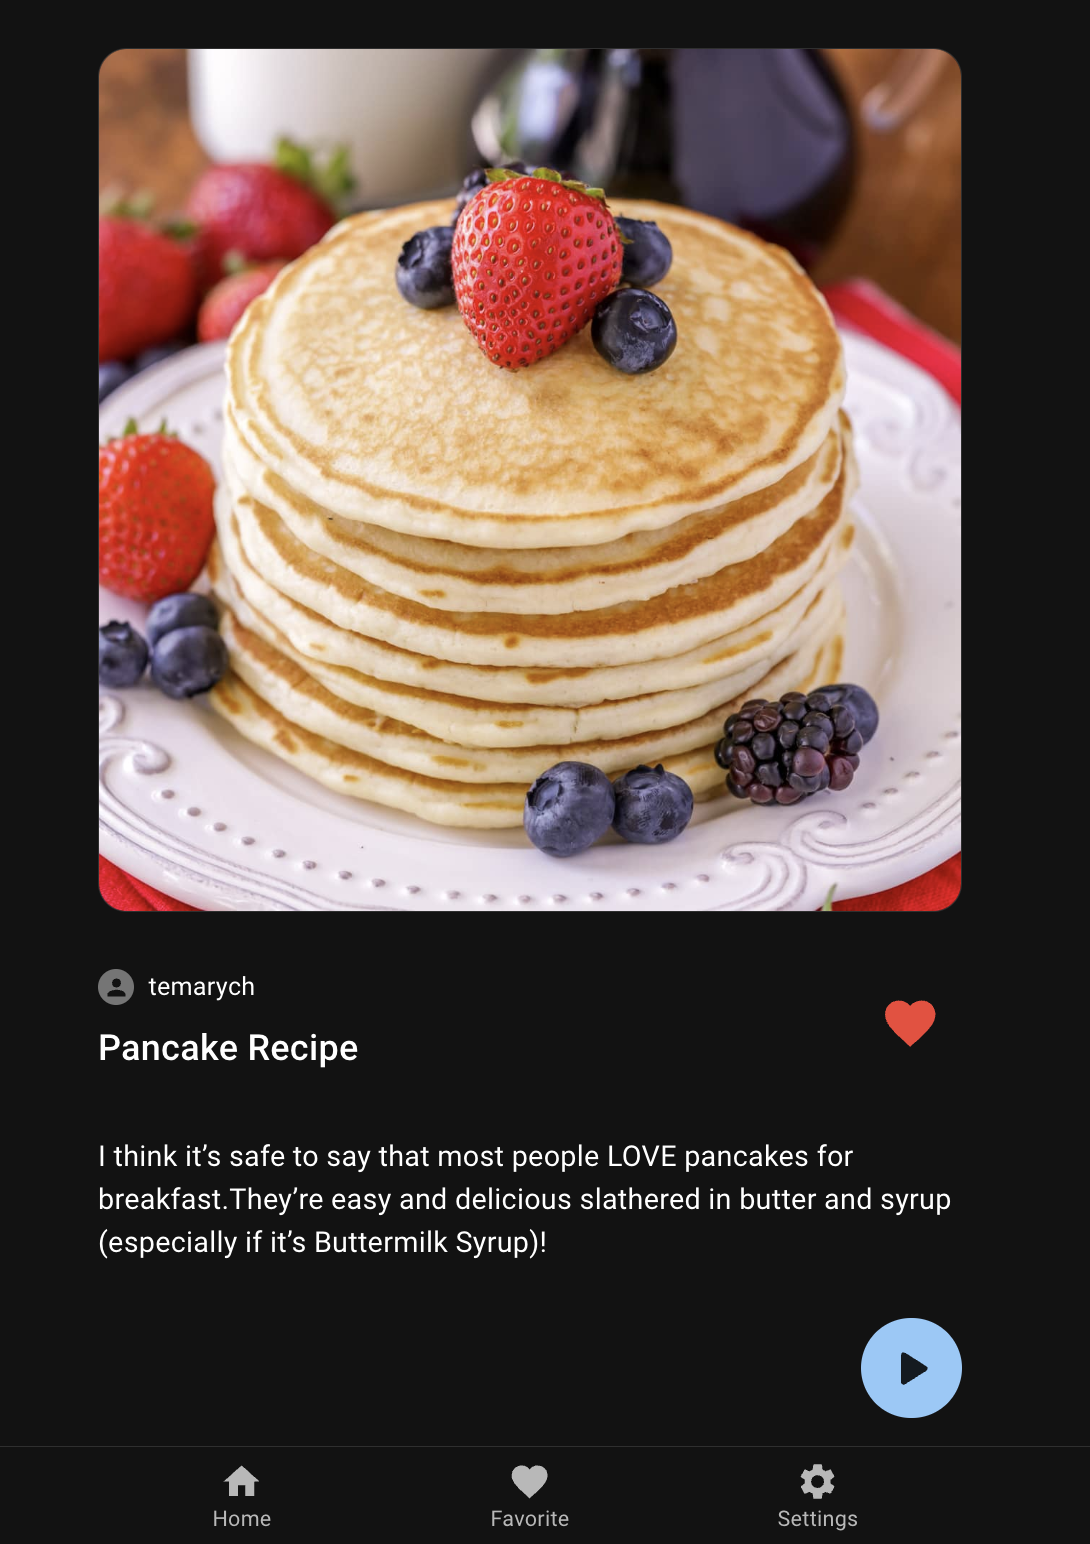 temarych
Pancake Recipe
I think it’s safe to say that most people LOVE pancakes for
breakfast.They’re easy and delicious slathered in butter and syrup
(especially if it’s Buttermilk Syrup)!
Home
Favorite
Settings